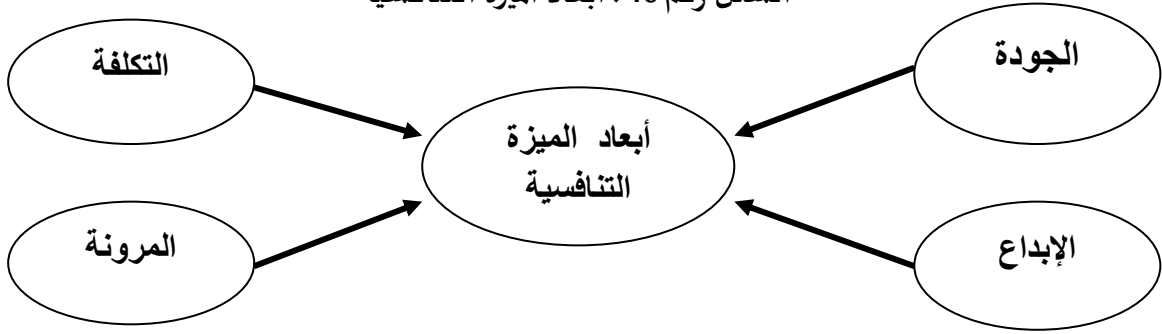 الجودة
التكلفة
أبعاد الميزة
التنافسية
الإبداع
المرونة